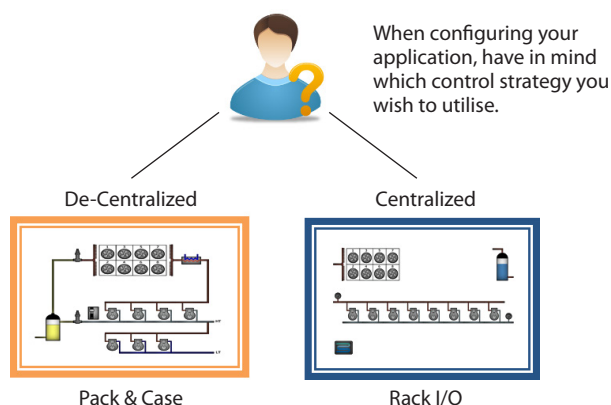 When configuring your
application, have in mind
which control strategy you
wish to utilise.
De-Centralized
Centralized
Pack & Case
Rack I/O